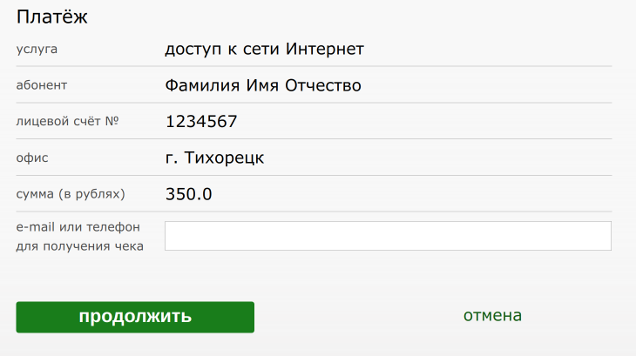 Платёж
услуга доступ к сети Интернет
абонент Фамилия Имя Отчество
лицевой счёт № 1234567
офис г. Тихорецк
сумма (в рублях) 350.0
e-mail или телефон
для получения чека
продолжить отмена